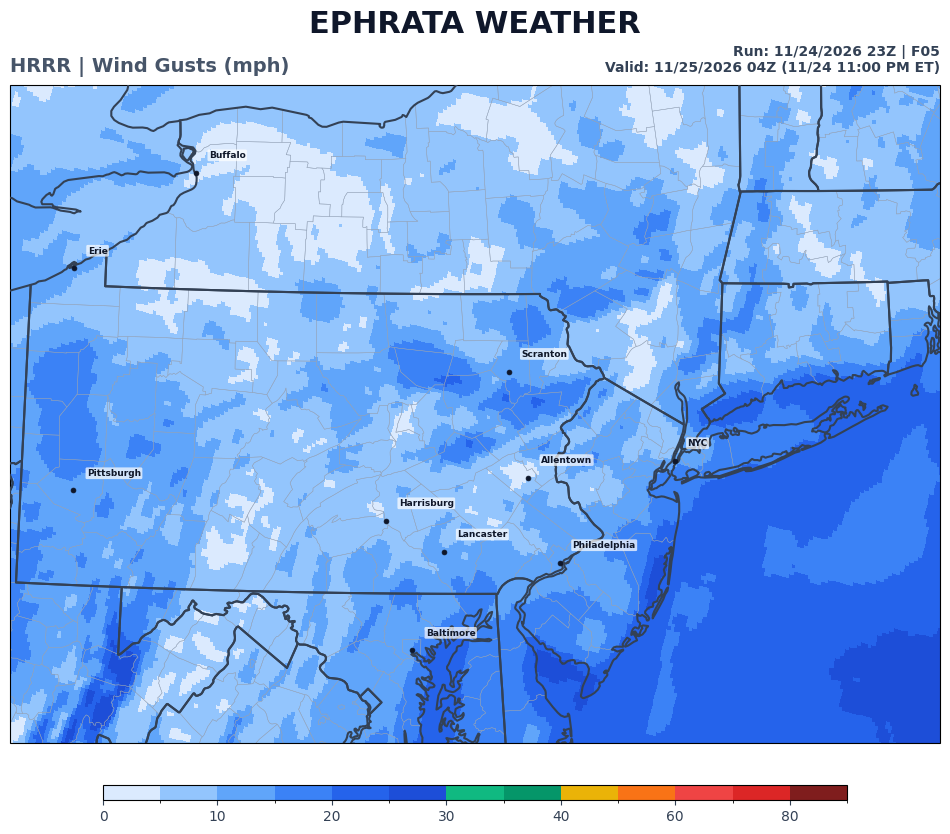 EPHRATA WEATHER
HRRR | Wind Gusts (mph)
Run: 11/24/2026 23Z | F05
Valid: 11/25/2026 04Z (11/24 11:00 PM ET)
Buffalo
Erie
Scranton
NYC
Allentown
Pittsburgh
Harrisburg
Lancaster
Philadelphia
Baltimore
0 10 20 30 40 50 60 70 80